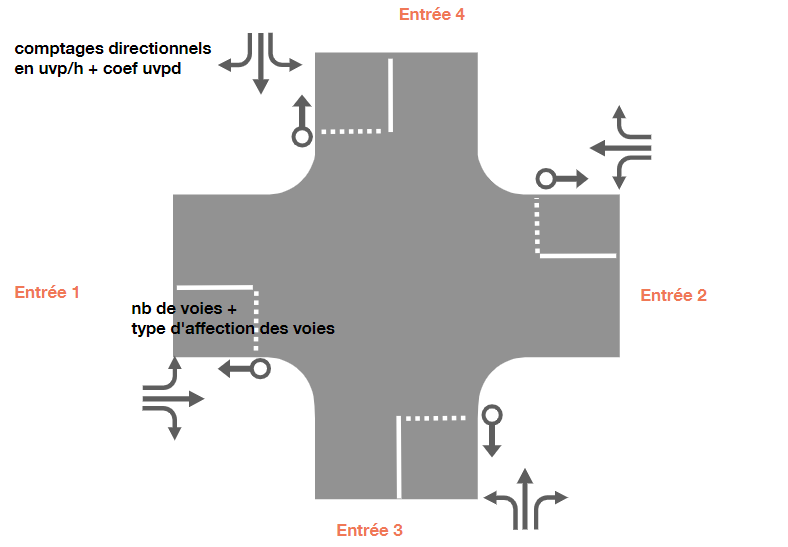 Entrée 4
comptages directionnels
en uvp/h + coef uvpd
Entrée 1
Entrée 2
nb de voies +
type d'affection des voies
Entrée 3